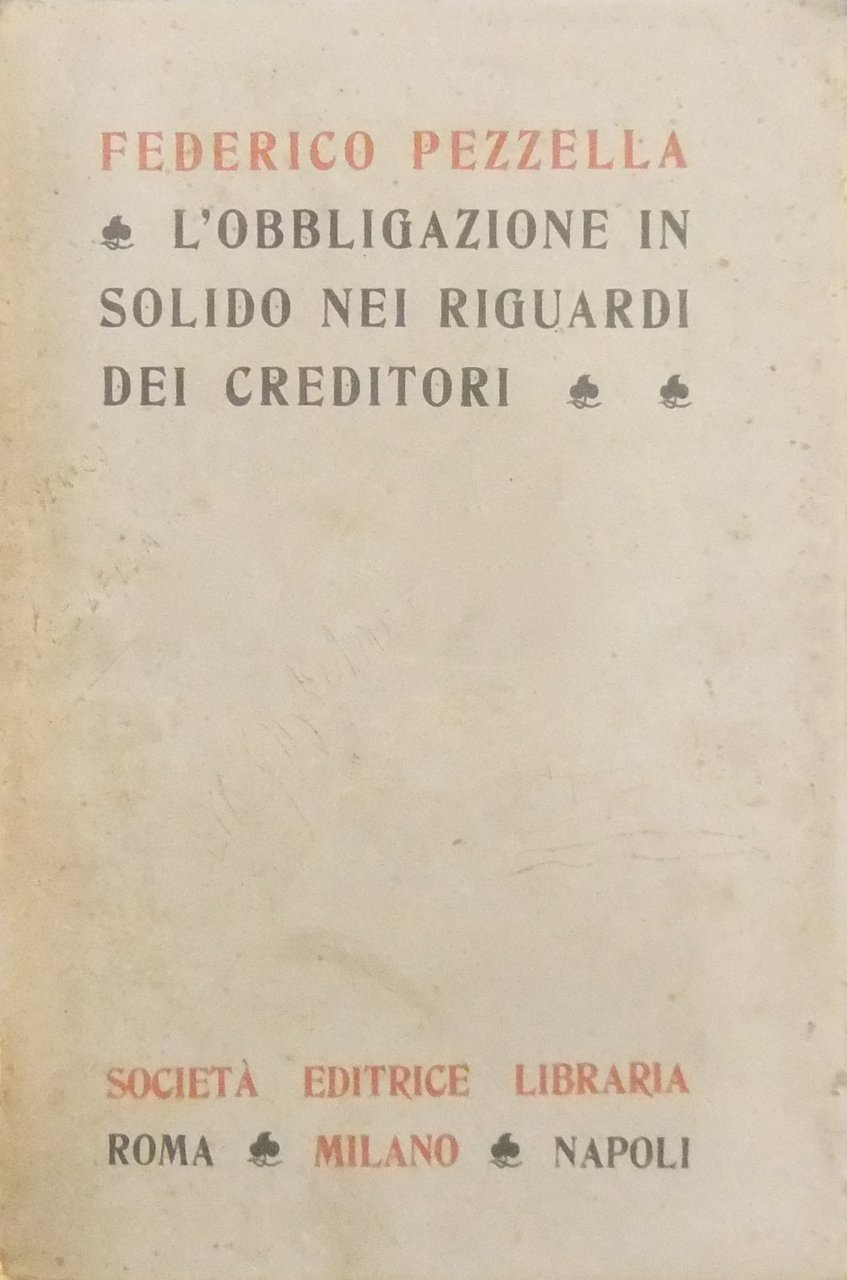 FEDERICO PEZZELLA
L'OBBLIGAZIONE IN
SOLIDO NEI RIGUARDI
DEI CREDITORI
SOCIETÀ EDITRICE LIBRARIA
ROMA MILANO NAPOLI